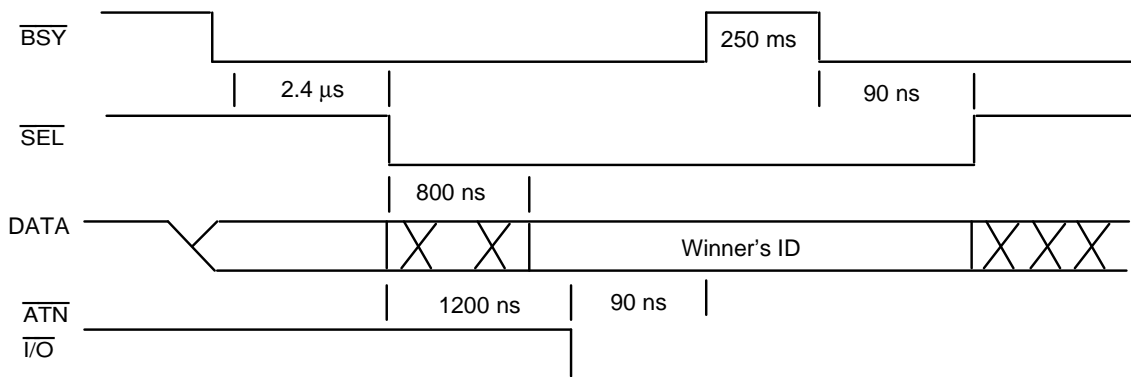 BSY
250 ms
2.4 μs
90 ns
SEL
800 ns
DATA
Winner's ID
1200 ns
90 ns
ATN
I/O